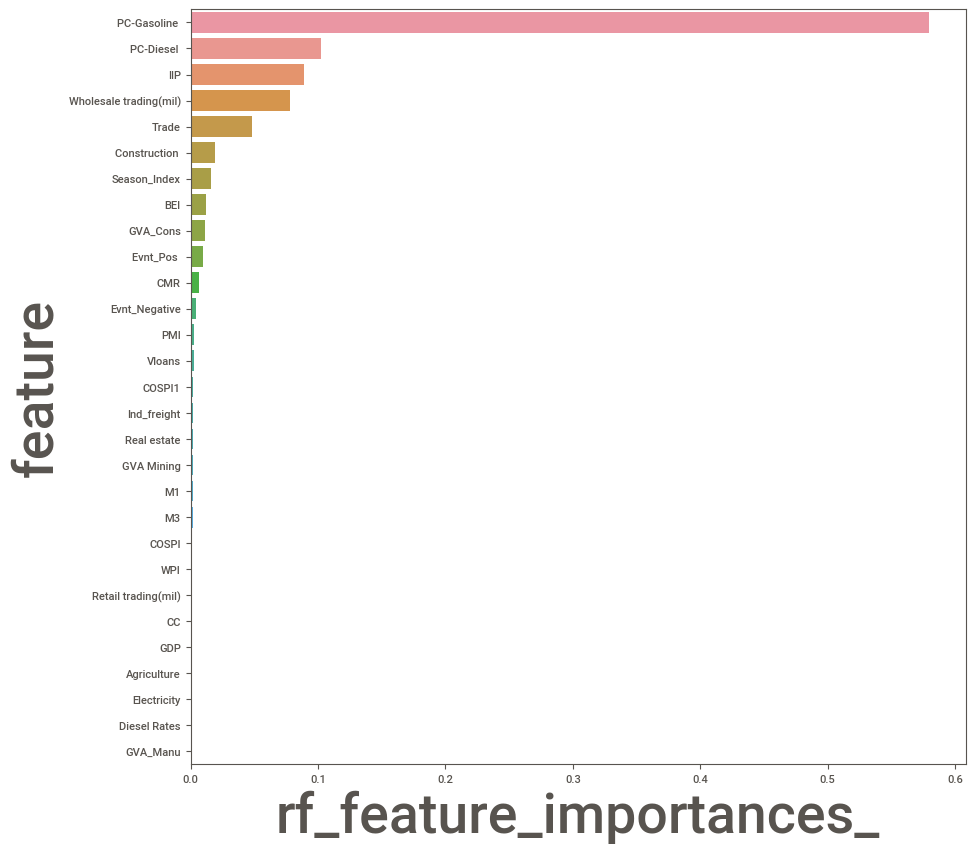 PC-Gasoline
PC-Diesel
IIP
Wholesale trading(mil)
Trade
Construction
Season_Index
BEI
GVA_Cons
Evnt_Pos
CMR
Evnt_Negative
PMI
Vloans
COSPI1
Ind_freight
Real estate
GVA Mining
M1
M3
COSPI
WPI
Retail trading(mil)
CC
GDP
Agriculture
Electricity
Diesel Rates
GVA_Manu
feature
0.0 0.1 0.2 0.3 0.4 0.5 0.6
rf_feature_importances_